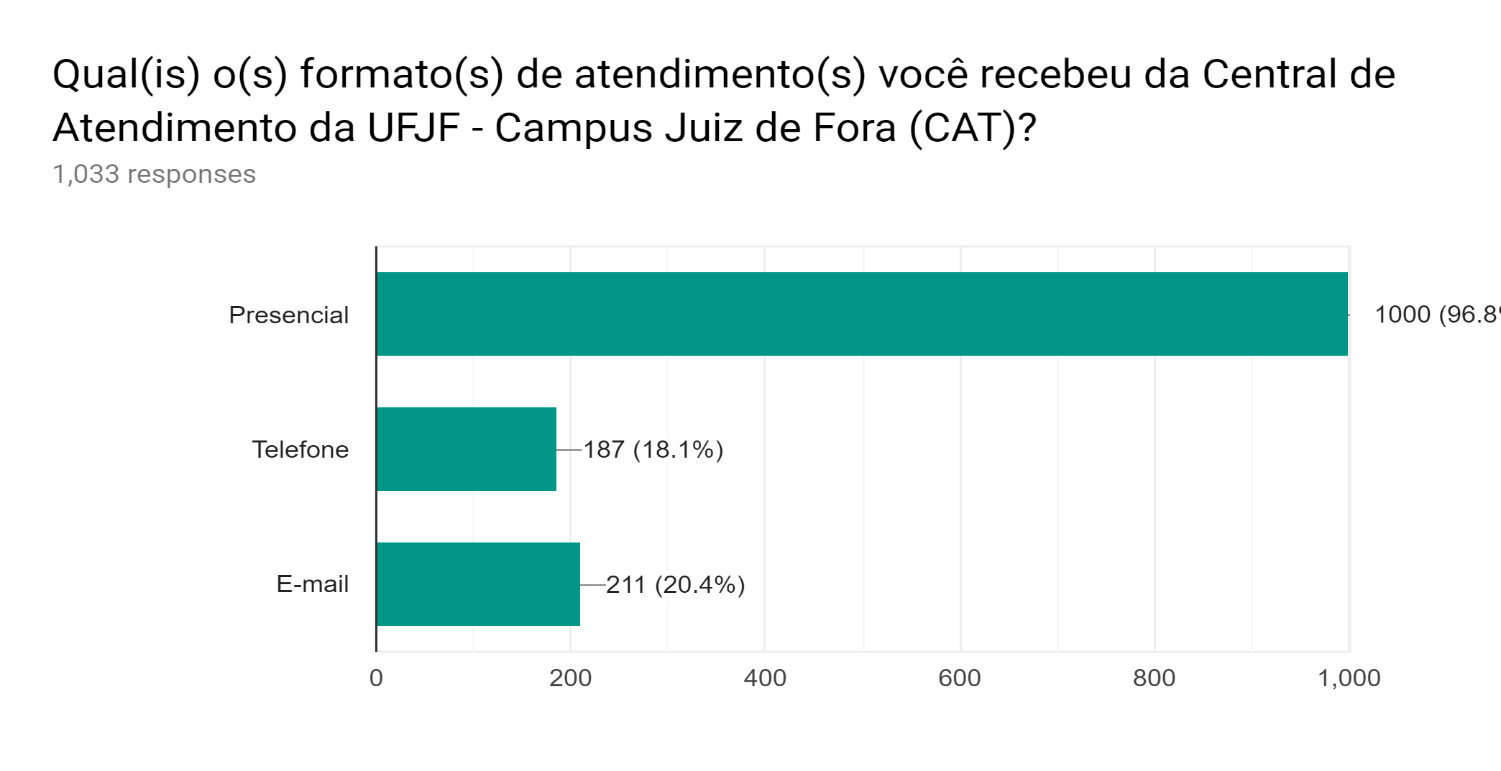 Qual(is) o(s) formato(s) de atendimento(s) você recebeu da Central de
Atendimento da UFJF - Campus Juiz de Fora (CAT)?
1,033 responses
Presencial
1000 (96.8%
Telefone
187 (18.1%)
E-mail
211 (20.4%)
0 200 400 600 800 1,000